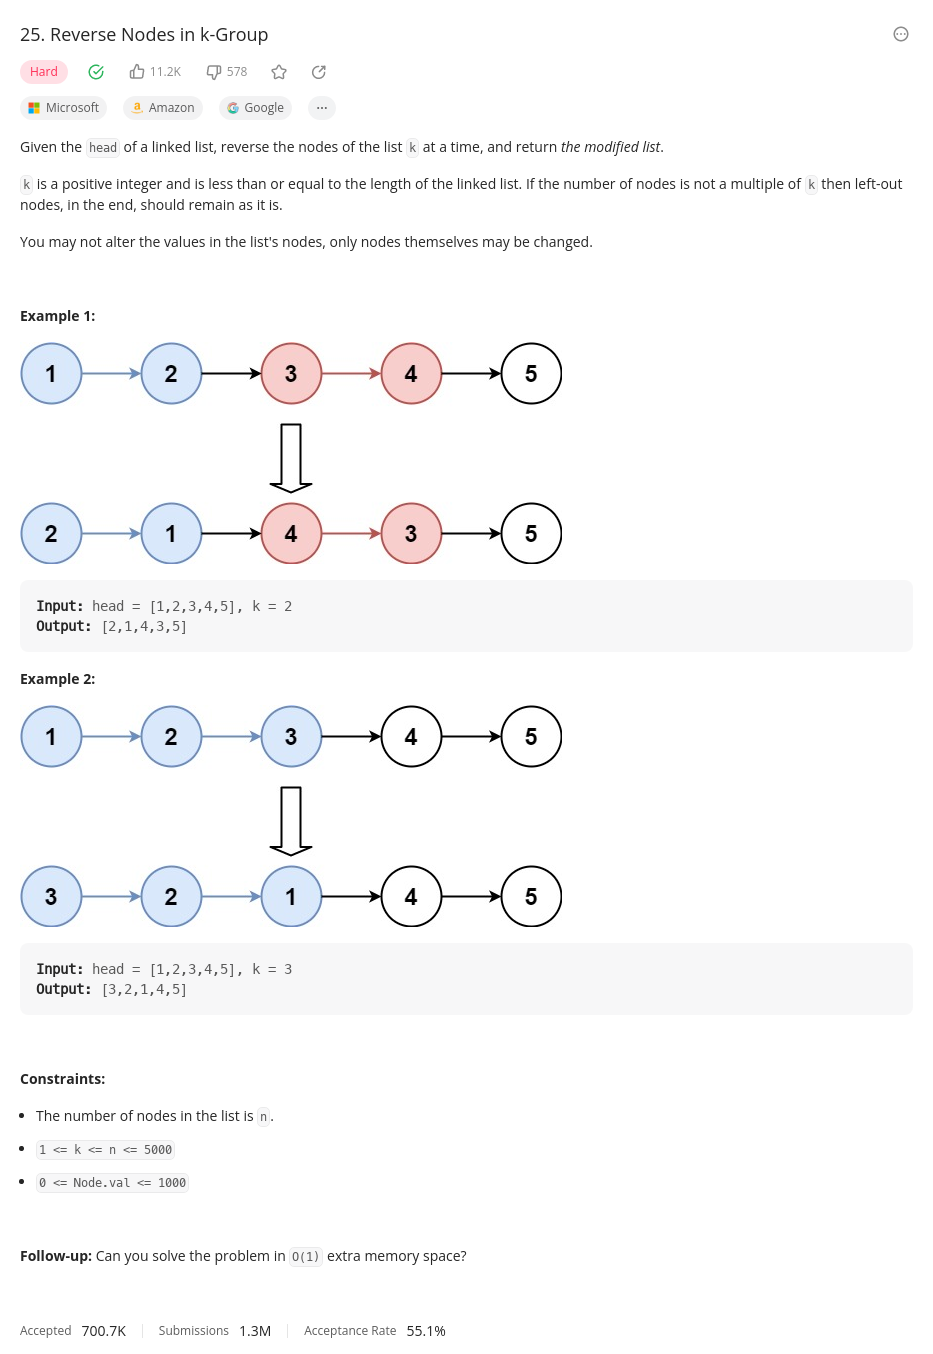 25. Reverse Nodes in k-Group
Hard 11.2K 578
Microsoft Amazon Google ...
Given the head of a linked list, reverse the nodes of the list k at a time, and return the modified list.
k is a positive integer and is less than or equal to the length of the linked list. If the number of nodes is not a multiple of k then left-out
nodes, in the end, should remain as it is.
You may not alter the values in the list's nodes, only nodes themselves may be changed.
Example 1:
1 2 3 4 5
2 1 4 3 5
Input: head = [1,2,3,4,5], k = 2
Output: [2,1,4,3,5]
Example 2:
1 2 3 4 5
3 2 1 4 5
Input: head = [1,2,3,4,5], k = 3
Output: [3,2,1,4,5]
Constraints:
• The number of nodes in the list is n.
• 1 <= k <= n <= 5000
• 0 <= Node.val <= 1000
Follow-up: Can you solve the problem in O(1) extra memory space?
Accepted 700.7K Submissions 1.3M Acceptance Rate 55.1%